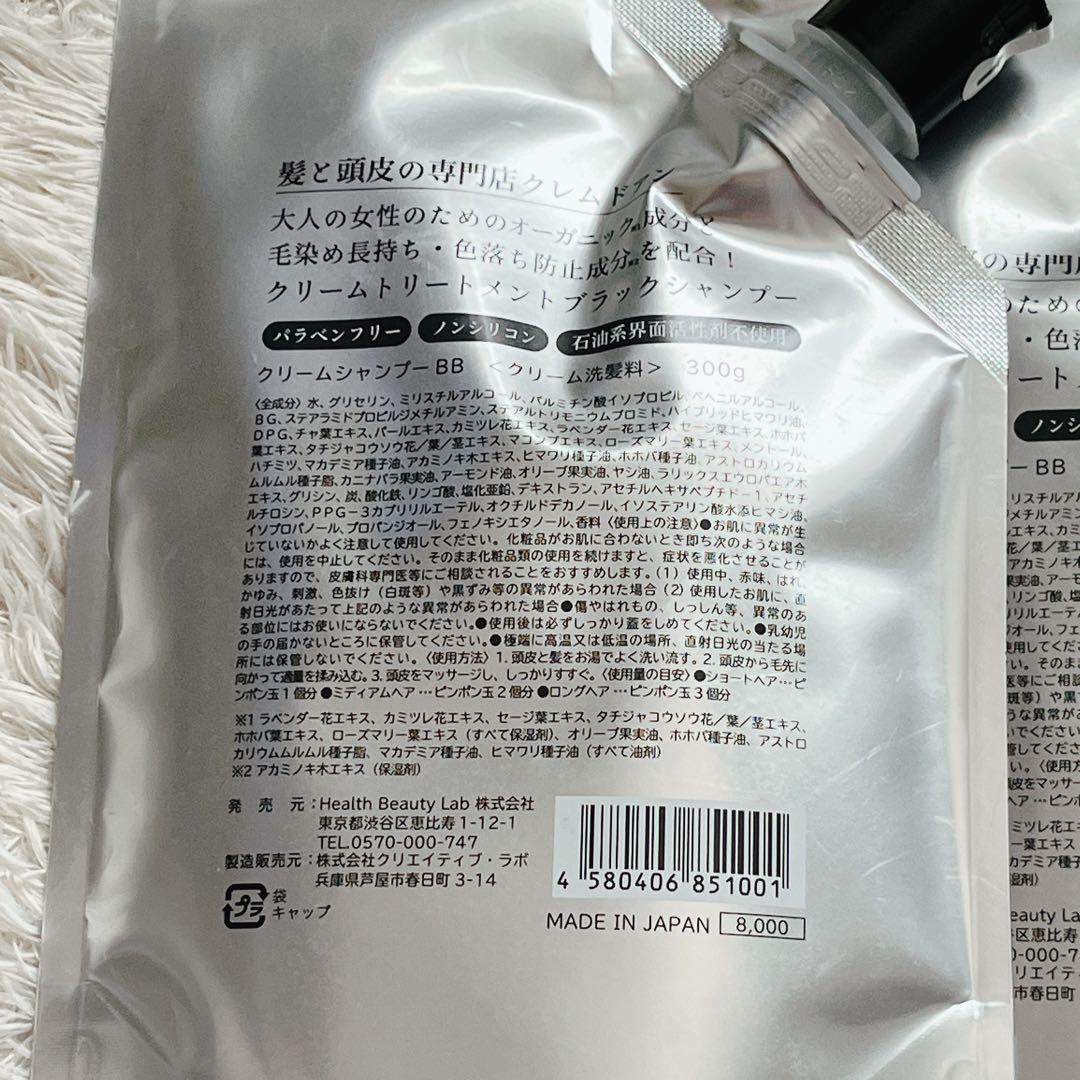 髪と頭皮の専門店クレムドアン
大人の女性のためのオーガニック※1成分と
毛染め長持ち・色落ち防止成分※2を配合！
クリームトリートメントブラックシャンプー
パラベンフリー ノンシリコン 石油系界面活性剤不使用
クリームシャンプーBB ＜クリーム洗髪料＞ 300g
〈全成分〉水、グリセリン、ミリスチルアルコール、パルミチン酸イソプロピル、ベヘニルアルコール、
BG、ステアラミドプロピルジメチルアミン、ステアルトリモニウムブロミド、ハイブリッドヒマワリ油、
DPG、チャ葉エキス、パールエキス、カミツレ花エキス、ラベンダー花エキス、セージ葉エキス、ホホバ
葉エキス、タチジャコウソウ花／葉／茎エキス、マコンブエキス、ローズマリー葉エキス、メントール、
ハチミツ、マカデミア種子油、アカミノキ木エキス、ヒマワリ種子油、ホホバ種子油、アストロカリウム
ムルムル種子脂、カニナバラ果実油、アーモンド油、オリーブ果実油、ヤシ油、ラリックスエウロパエア木
エキス、グリシン、炭、酸化鉄、リンゴ酸、塩化亜鉛、デキストラン、アセチルヘキサペプチド-1、アセチ
ルチロシン、PPG-3カプリリルエーテル、オクチルドデカノール、イソステアリン酸水添ヒマシ油、
イソプロパノール、プロパンジオール、フェノキシエタノール、香料〈使用上の注意〉●お肌に異常が生
じていないかよく注意して使用してください。化粧品がお肌に合わないとき即ち次のような場合
には、使用を中止してください。そのまま化粧品類の使用を続けますと、症状を悪化させることが
ありますので、皮膚科専門医等にご相談されることをおすすめします。（1）使用中、赤味、はれ、
かゆみ、刺激、色抜け（白斑等）や黒ずみ等の異常があらわれた場合（2）使用したお肌に、直
射日光があたって上記のような異常があらわれた場合●傷やはれもの、しっしん等、異常のあ
る部位にはお使いにならないでください。●使用後は必ずしっかり蓋をしめてください。●乳幼児
の手の届かないところに保管してください。●極端に高温又は低温の場所、直射日光の当たる場
所には保管しないでください。〈使用方法〉1. 頭皮と髪をお湯でよく洗い流す。2. 頭皮から毛先に
向かって適量を揉み込む。3. 頭皮をマッサージし、しっかりすすぐ。〈使用量の目安〉●ショートヘア…ピ
ンポン玉1個分●ミディアムヘア…ピンポン玉2個分●ロングヘア…ピンポン玉3個分
※1 ラベンダー花エキス、カミツレ花エキス、セージ葉エキス、タチジャコウソウ花／葉／茎エキス、
ホホバ葉エキス、ローズマリー葉エキス（すべて保湿剤）、オリーブ果実油、ホホバ種子油、アストロ
カリウムムルムル種子脂、マカデミア種子油、ヒマワリ種子油（すべて油剤）
※2 アカミノキ木エキス（保湿剤）
発売元：Health Beauty Lab 株式会社
東京都渋谷区恵比寿1-12-1
TEL.0570-000-747
製造販売元：株式会社クリエイティブ・ラボ
兵庫県芦屋市春日町3-14
プラ 袋
キャップ
4 580406 851001
MADE IN JAPAN 8,000